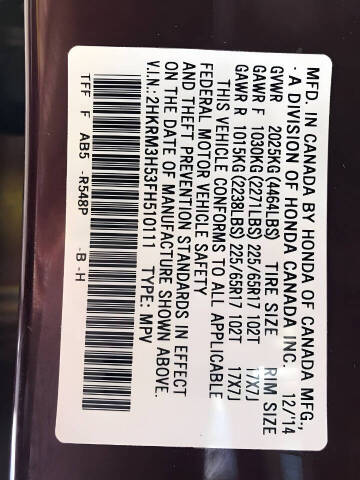 MFD. IN CANADA BY HONDA OF CANADA MFG.,
- A DIVISION OF HONDA CANADA INC. 12/'14
GVWR 2025KG (4464LBS) TIRE SIZE RIM SIZE
GAWR F 1030KG (2271LBS) 225/65R17 102T 17X7J
GAWR R 1015KG (2238LBS) 225/65R17 102T 17X7J
THIS VEHICLE CONFORMS TO ALL APPLICABLE
FEDERAL MOTOR VEHICLE SAFETY
AND THEFT PREVENTION STANDARDS IN EFFECT
ON THE DATE OF MANUFACTURE SHOWN ABOVE.
V.I.N.: 2HKRM3H53FH510111 TYPE: MPV
TFF F AB5 -R548P -B -H